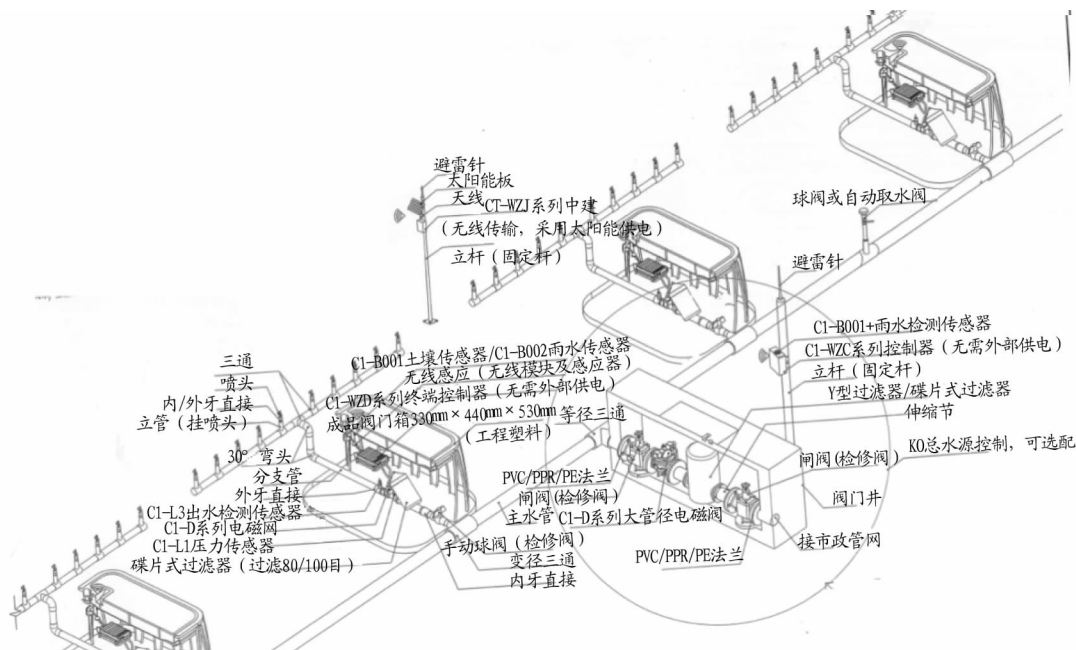 避雷针
太阳能板
天线
CT-WZJ系列中建
(无线传输，采用太阳能供电)
立杆(固定杆)
球阀或自动取水阀
避雷针
C1-B001+雨水检测传感器
C1-WZC系列控制器(无需外部供电)
立杆(固定杆)
Y型过滤器/碟片式过滤器
伸缩节
闸阀(检修阀)
KO总水源控制，可选配
阀门井
接市政管网
三通
喷头
内/外牙直接
立管(挂喷头)
C1-B001土壤传感器/C1-B002雨水传感器
无线感应(无线模块及感应器)
C1-WZD系列终端控制器(无需外部供电)
成品阀门箱330mm×440mm×530mm
(工程塑料)
等径三通
30° 弯头
分支管
外牙直接
C1-L3出水检测传感器
C1-D系列电磁网
C1-L1压力传感器
碟片式过滤器(过滤80/100目)
PVC/PPR/PE法兰
闸阀(检修阀)
主水管
C1-D系列大管径电磁阀
手动球阀(检修阀)
变径三通
内牙直接
PVC/PPR/PE法兰